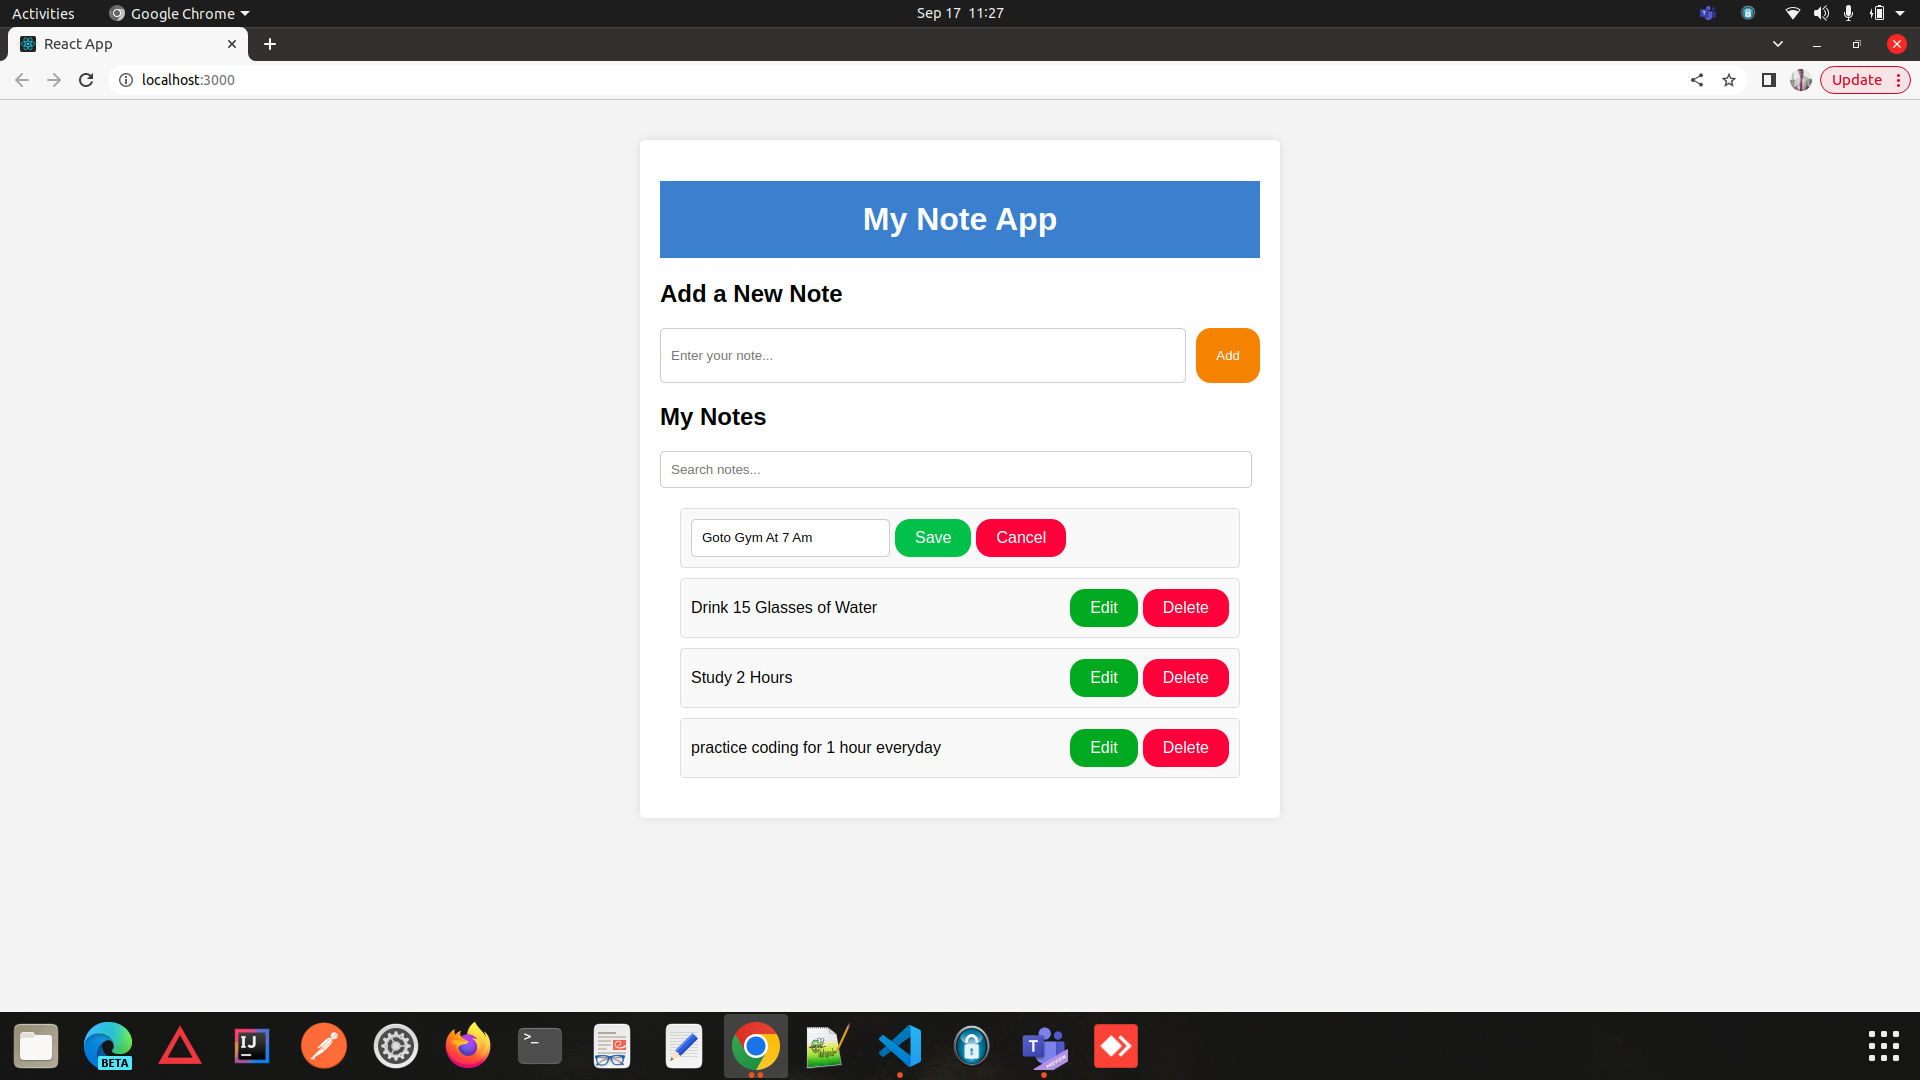 Activities Google Chrome Sep 17 11:27
React App
localhost:3000 Update
My Note App
Add a New Note
Enter your note... Add
My Notes
Search notes...
Goto Gym At 7 Am Save Cancel
Drink 15 Glasses of Water Edit Delete
Study 2 Hours Edit Delete
practice coding for 1 hour everyday Edit Delete
BETA IJ >_ T PREVIEW